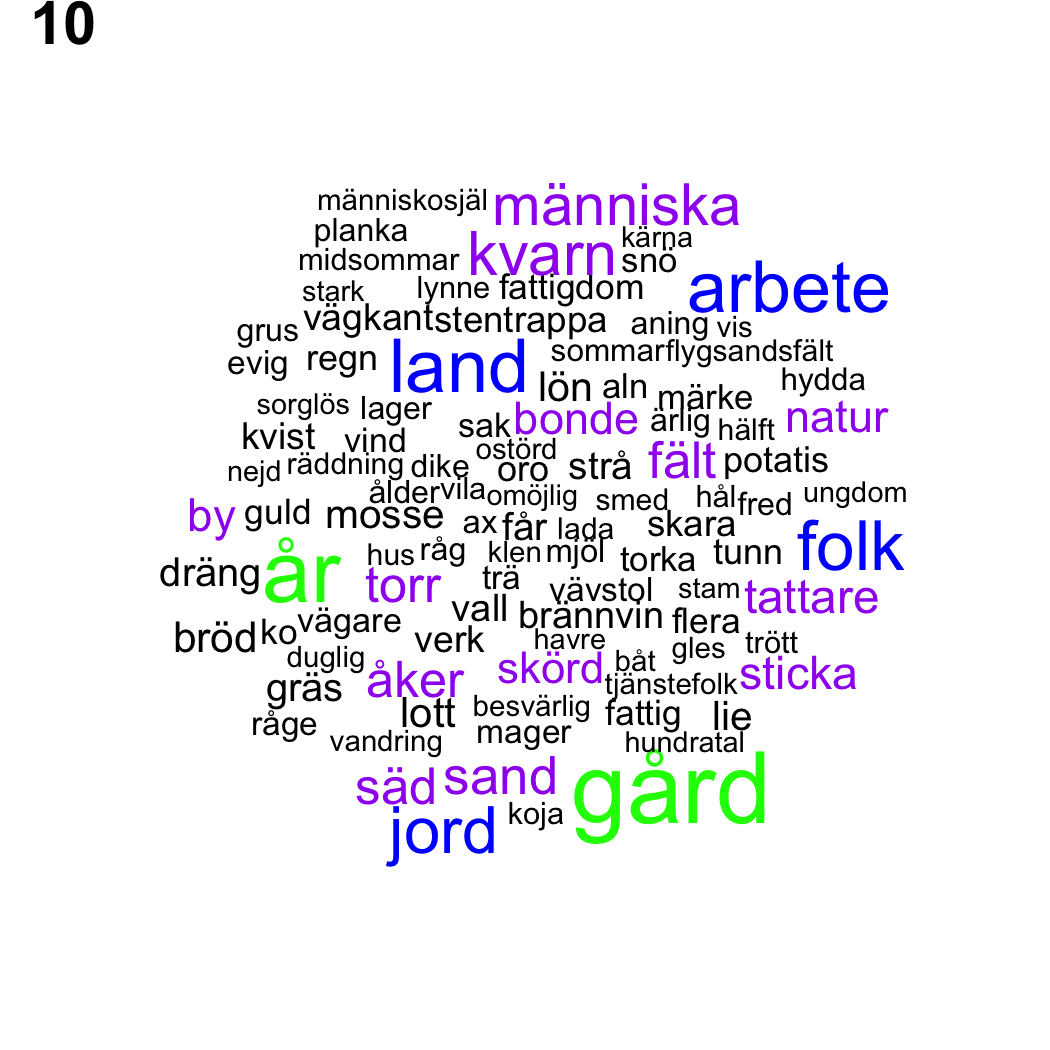 10
människosjäl människa
planka kvarn kärna
midsommar snö
stark lynne fattigdom arbete
grus vägkant stentrappa aning vis
evig regn land sommar flygsandsfält
lön aln märke hydda
sorglös lager sak bonde ärlig hälft natur
kvist vind ostörd
nejd räddning dike oro strå fält potatis
ålder vila omöjlig smed hål fred ungdom
by guld mosse ax får lada skara folk
dräng år hus råg klen mjöl torka tunn
torr trä vävstol stam tattare
bröd ko vägare vall brännvin flera
verk havre gles trött
duglig åker skörd båt tjänstefolk sticka
gräs lott besvärlig fattig lie
råge vandring mager hundratal
säd sand gård
jord koja